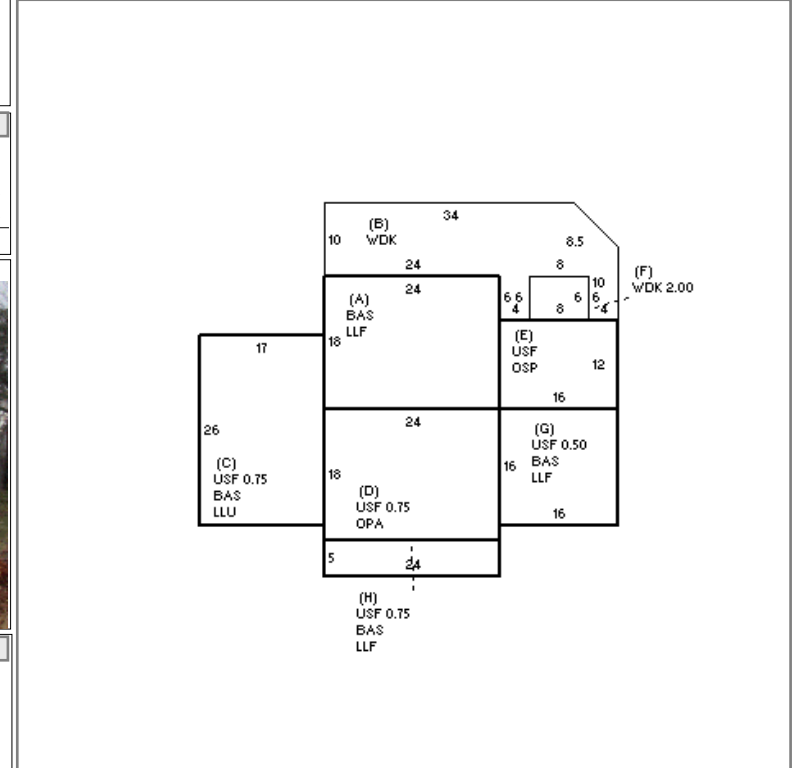 34
(B)
WDK
10
8.5
24
8
(F)
WDK 2.00
24
10
(A)
BAS
LLF
6 6
4
6
8
6
4
18
17
(E)
USF
OSP
12
16
24
26
(G)
USF 0.50
BAS
LLF
16
(C)
USF 0.75
BAS
LLU
18
(D)
USF 0.75
OPA
16
5
24
(H)
USF 0.75
BAS
LLF